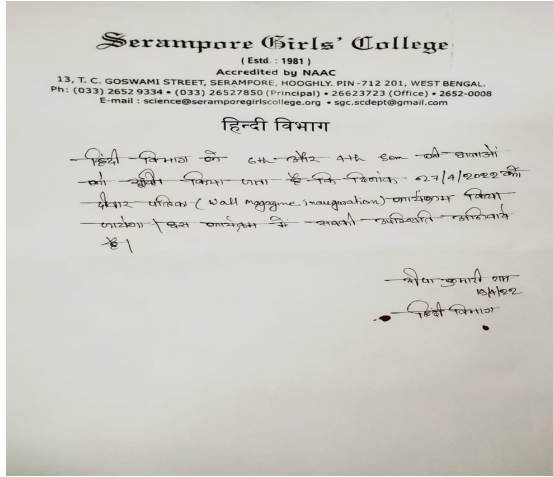 Serampore Girls' College
( Estd. : 1981 )
Accredited by NAAC
13, T. C. GOSWAMI STREET, SERAMPORE, HOOGHLY. PIN -712 201, WEST BENGAL.
Ph: (033) 2652 9334 • (033) 26527850 (Principal) • 26623723 (Office) • 2652-0008
E-mail : science@seramporegirlscollege.org • sgc.scdept@gmail.com
हिन्दी विभाग
हिंदी विभाग के 6th और 4th Sem की छात्राओं
को सूचित किया जाता है कि दिनांक 27/4/2022 को
दीवार पत्रिका ( Wall Magazine inauguration) कार्यक्रम किया
जायेगा | इस कार्यक्रम में सबकी उपस्थिति अनिवार्य
है |
कुमारी राम
हिंदी विभाग